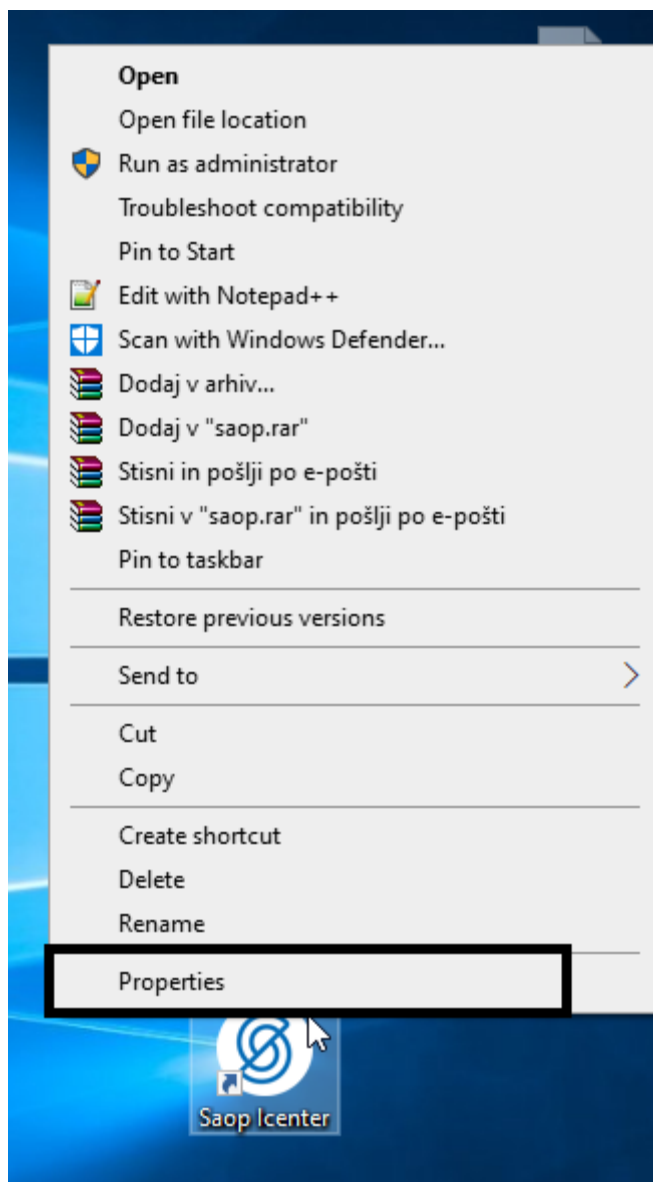 Open
Open file location
Run as administrator
Troubleshoot compatibility
Pin to Start
Edit with Notepad++
Scan with Windows Defender...
Dodaj v arhiv...
Dodaj v "saop.rar"
Stisni in pošlji po e-pošti
Stisni v "saop.rar" in pošlji po e-pošti
Pin to taskbar
Restore previous versions
Send to
Cut
Copy
Create shortcut
Delete
Rename
Properties
Saop Icenter